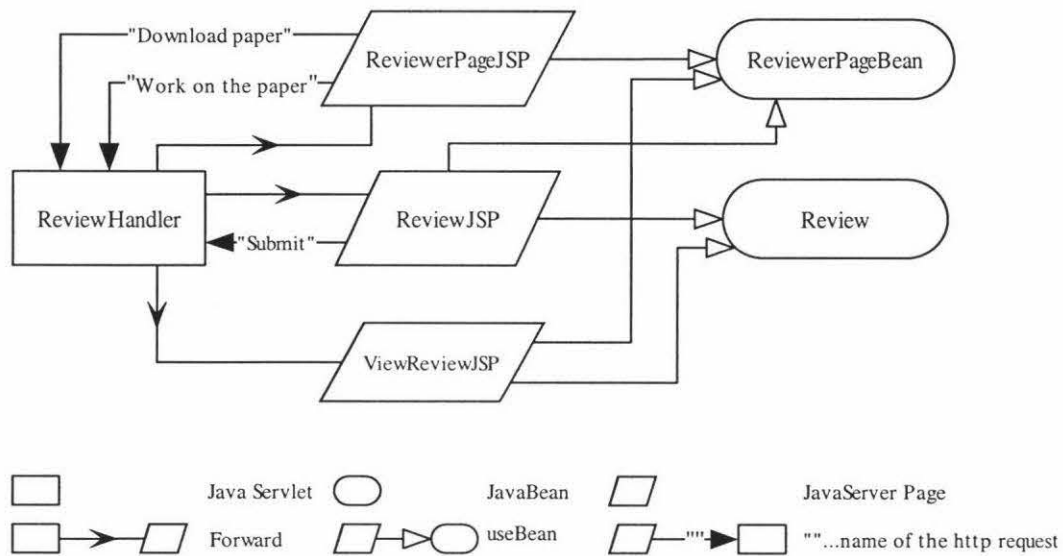 "Download paper"
ReviewerPageJSP
ReviewerPageBean
"Work on the paper"
ReviewHandler
ReviewJSP
Review
"Submit"
ViewReviewJSP
Java Servlet
JavaBean
JavaServer Page
Forward
useBean
""
""...name of the http request